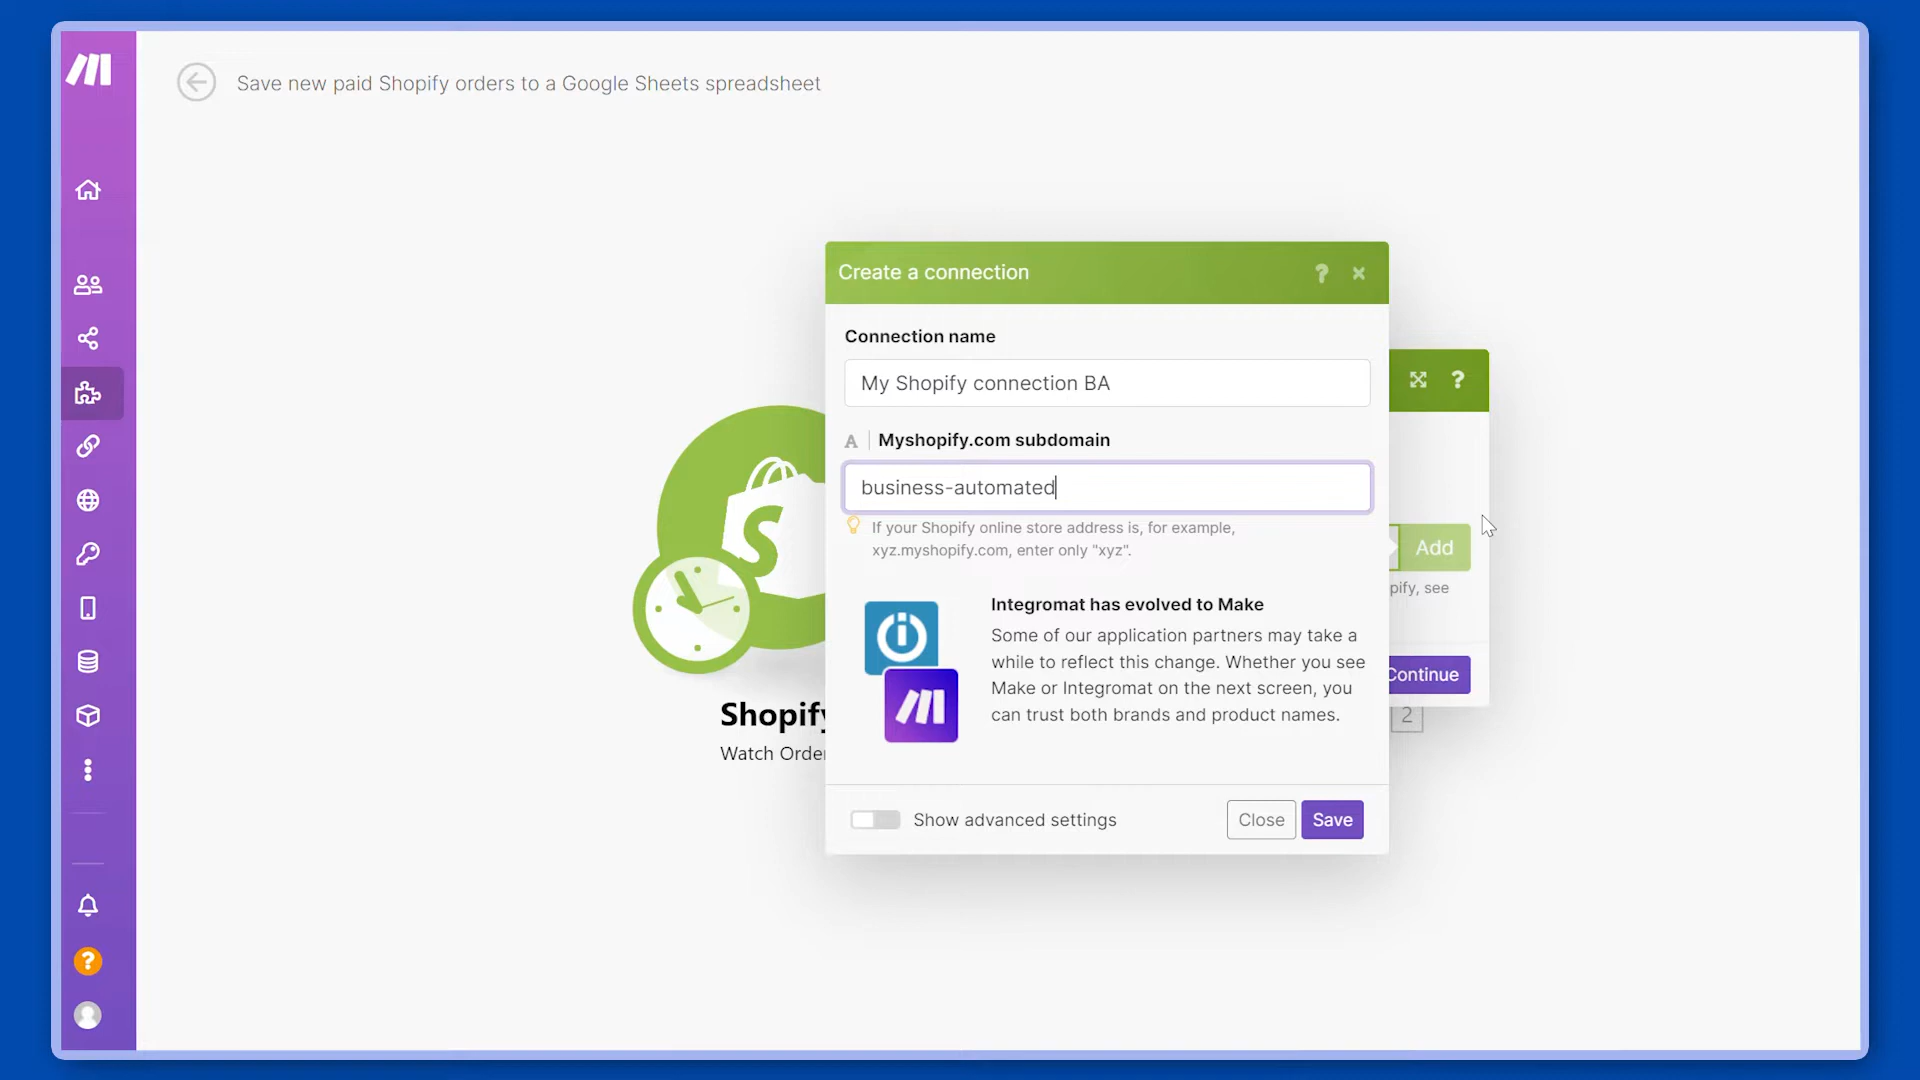 Save new paid Shopify orders to a Google Sheets spreadsheet
Create a connection
?
Connection name
My Shopify connection BA
?
A Myshopify.com subdomain
business-automated
If your Shopify online store address is, for example,
xyz.myshopify.com, enter only "xyz".
Add
pify, see
Integromat has evolved to Make
Some of our application partners may take a
while to reflect this change. Whether you see
Make or Integromat on the next screen, you
can trust both brands and product names.
Continue
Shopify
2
Watch Order
Show advanced settings
Close
Save
?